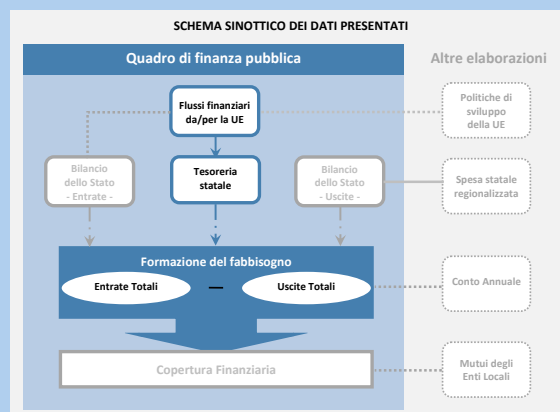 SCHEMA SINOTTICO DEI DATI PRESENTATI
Quadro di finanza pubblica
Altre elaborazioni
Flussi finanziari
da/per la UE
Politiche di
sviluppo
della UE
Bilancio
dello Stato
- Entrate -
Tesoreria
statale
Bilancio
dello Stato
- Uscite -
Spesa statale
regionalizzata
Formazione del fabbisogno
Entrate Totali
—
Uscite Totali
Conto Annuale
Copertura Finanziaria
Mutui degli
Enti Locali